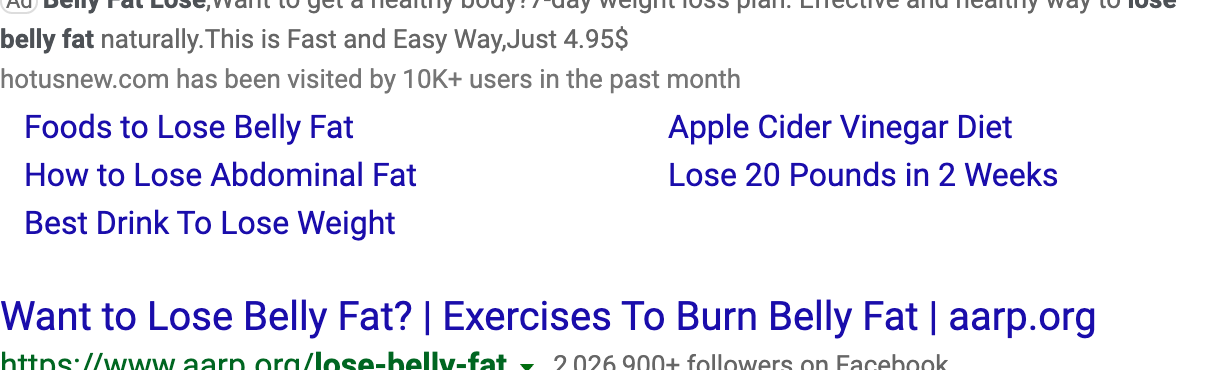 Ad Belly Fat Lose,Want to get a healthy body?7-day weight loss plan. Effective and healthy way to lose
belly fat naturally.This is Fast and Easy Way,Just 4.95$
hotusnew.com has been visited by 10K+ users in the past month
Foods to Lose Belly Fat
Apple Cider Vinegar Diet
How to Lose Abdominal Fat
Lose 20 Pounds in 2 Weeks
Best Drink To Lose Weight
Want to Lose Belly Fat? | Exercises To Burn Belly Fat | aarp.org
https://www.aarp.org/lose-belly-fat 2,026,900+ followers on Facebook